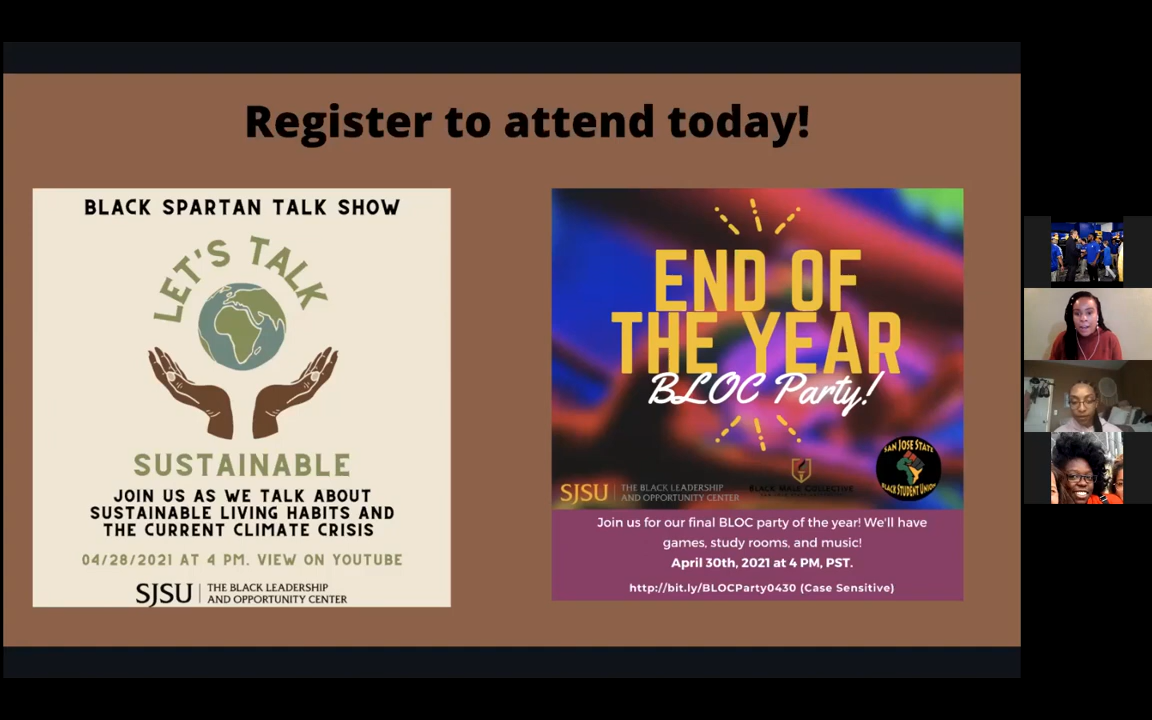 Register to attend today!
BLACK SPARTAN TALK SHOW
LET'S TALK
SUSTAINABLE
JOIN US AS WE TALK ABOUT
SUSTAINABLE LIVING HABITS AND
THE CURRENT CLIMATE CRISIS
04/28/2021 AT 4 PM. VIEW ON YOUTUBE
SJSU | THE BLACK LEADERSHIP
AND OPPORTUNITY CENTER
END OF
THE YEAR
BLOC Party!
SJSU | THE BLACK LEADERSHIP
AND OPPORTUNITY CENTER
BLACK MALE COLLECTIVE
SAN JOSE STATE
BLACK STUDENT UNION
Join us for our final BLOC party of the year! We'll have
games, study rooms, and music!
April 30th, 2021 at 4 PM, PST.
http://bit.ly/BLOCParty0430 (Case Sensitive)